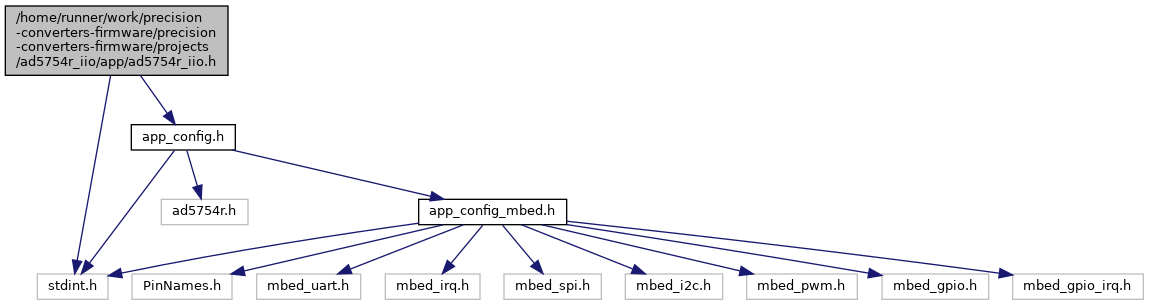 /home/runner/work/precision
-converters-firmware/precision
-converters-firmware/projects
/ad5754r_iio/app/ad5754r_iio.h
app_config.h
ad5754r.h
app_config_mbed.h
stdint.h
PinNames.h
mbed_uart.h
mbed_irq.h
mbed_spi.h
mbed_i2c.h
mbed_pwm.h
mbed_gpio.h
mbed_gpio_irq.h